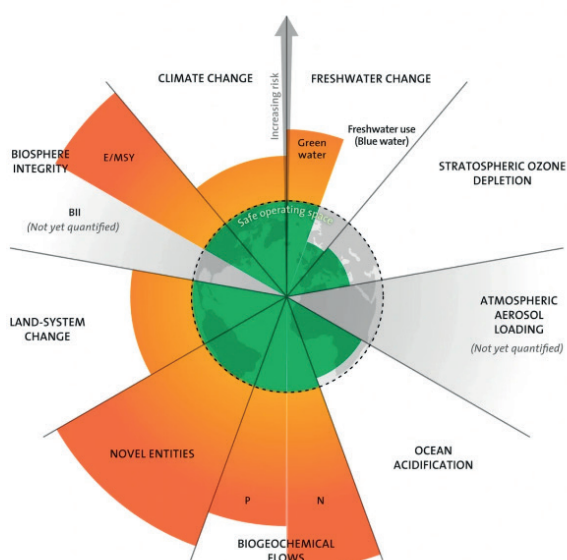 CLIMATE CHANGE
FRESHWATER CHANGE
Increasing risk
Green
water
Freshwater use
(Blue water)
BIOSPHERE
INTEGRITY
E/MSY
STRATOSPHERIC OZONE
DEPLETION
Safe operating space
BII
(Not yet quantified)
ATMOSPHERIC
AEROSOL
LOADING
(Not yet quantified)
LAND-SYSTEM
CHANGE
NOVEL ENTITIES
OCEAN
ACIDIFICATION
P
N
BIOGEOCHEMICAL
FLOWS